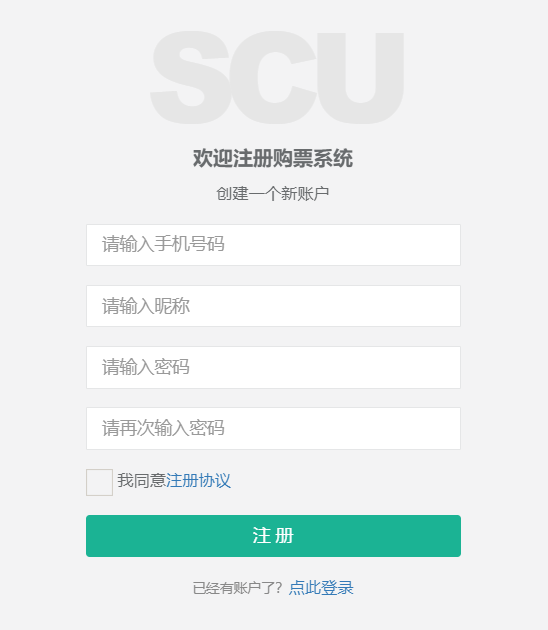 SCU
欢迎注册购票系统
创建一个新账户
请输入手机号码
请输入昵称
请输入密码
请再次输入密码
我同意注册协议
注 册
已经有账户了？点此登录